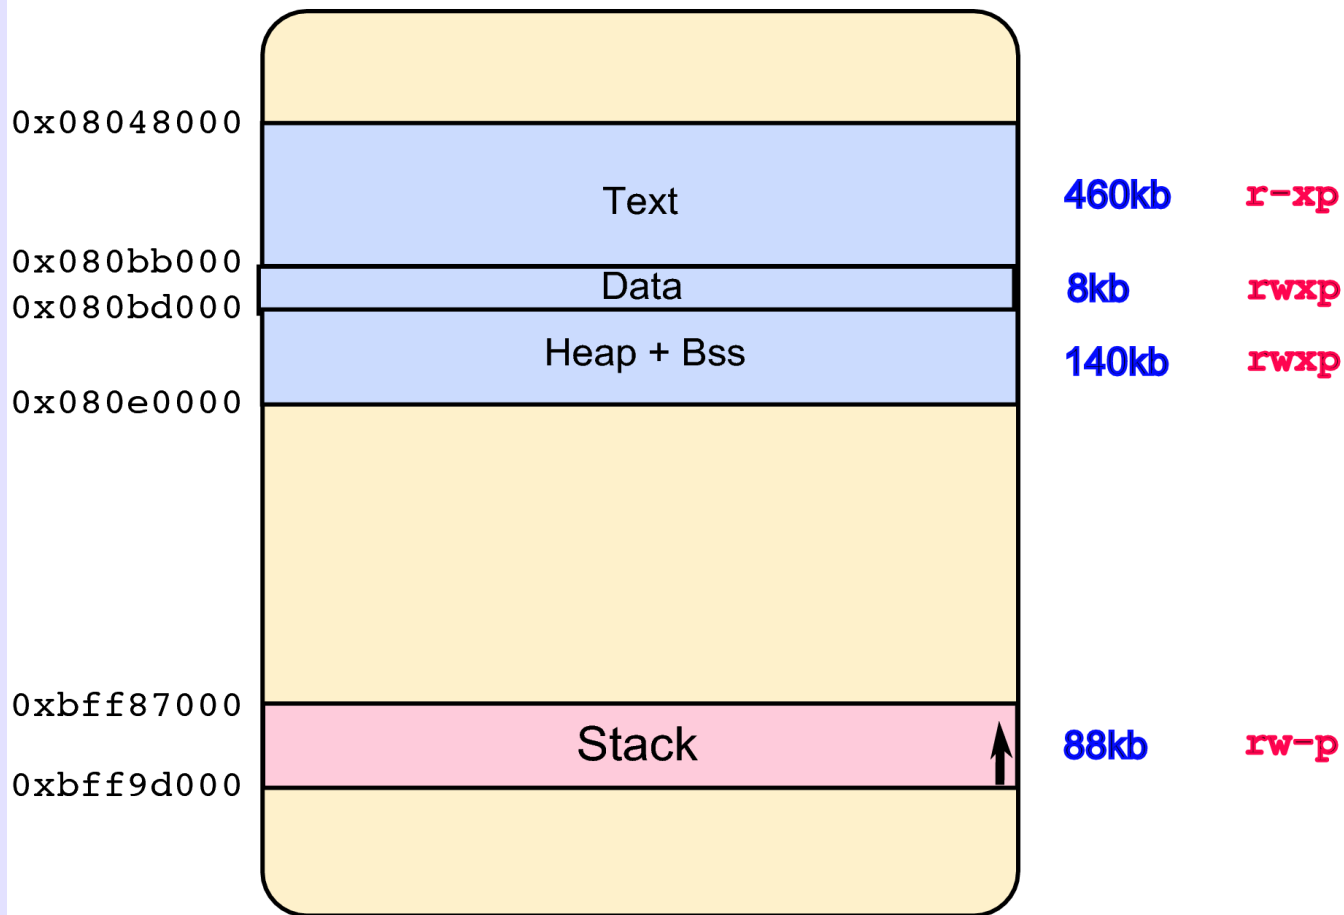 0x08048000
Text 460kb r-xp
0x080bb000
Data 8kb rwxp
0x080bd000
Heap + Bss 140kb rwxp
0x080e0000
0xbff87000
Stack 88kb rw-p
0xbff9d000